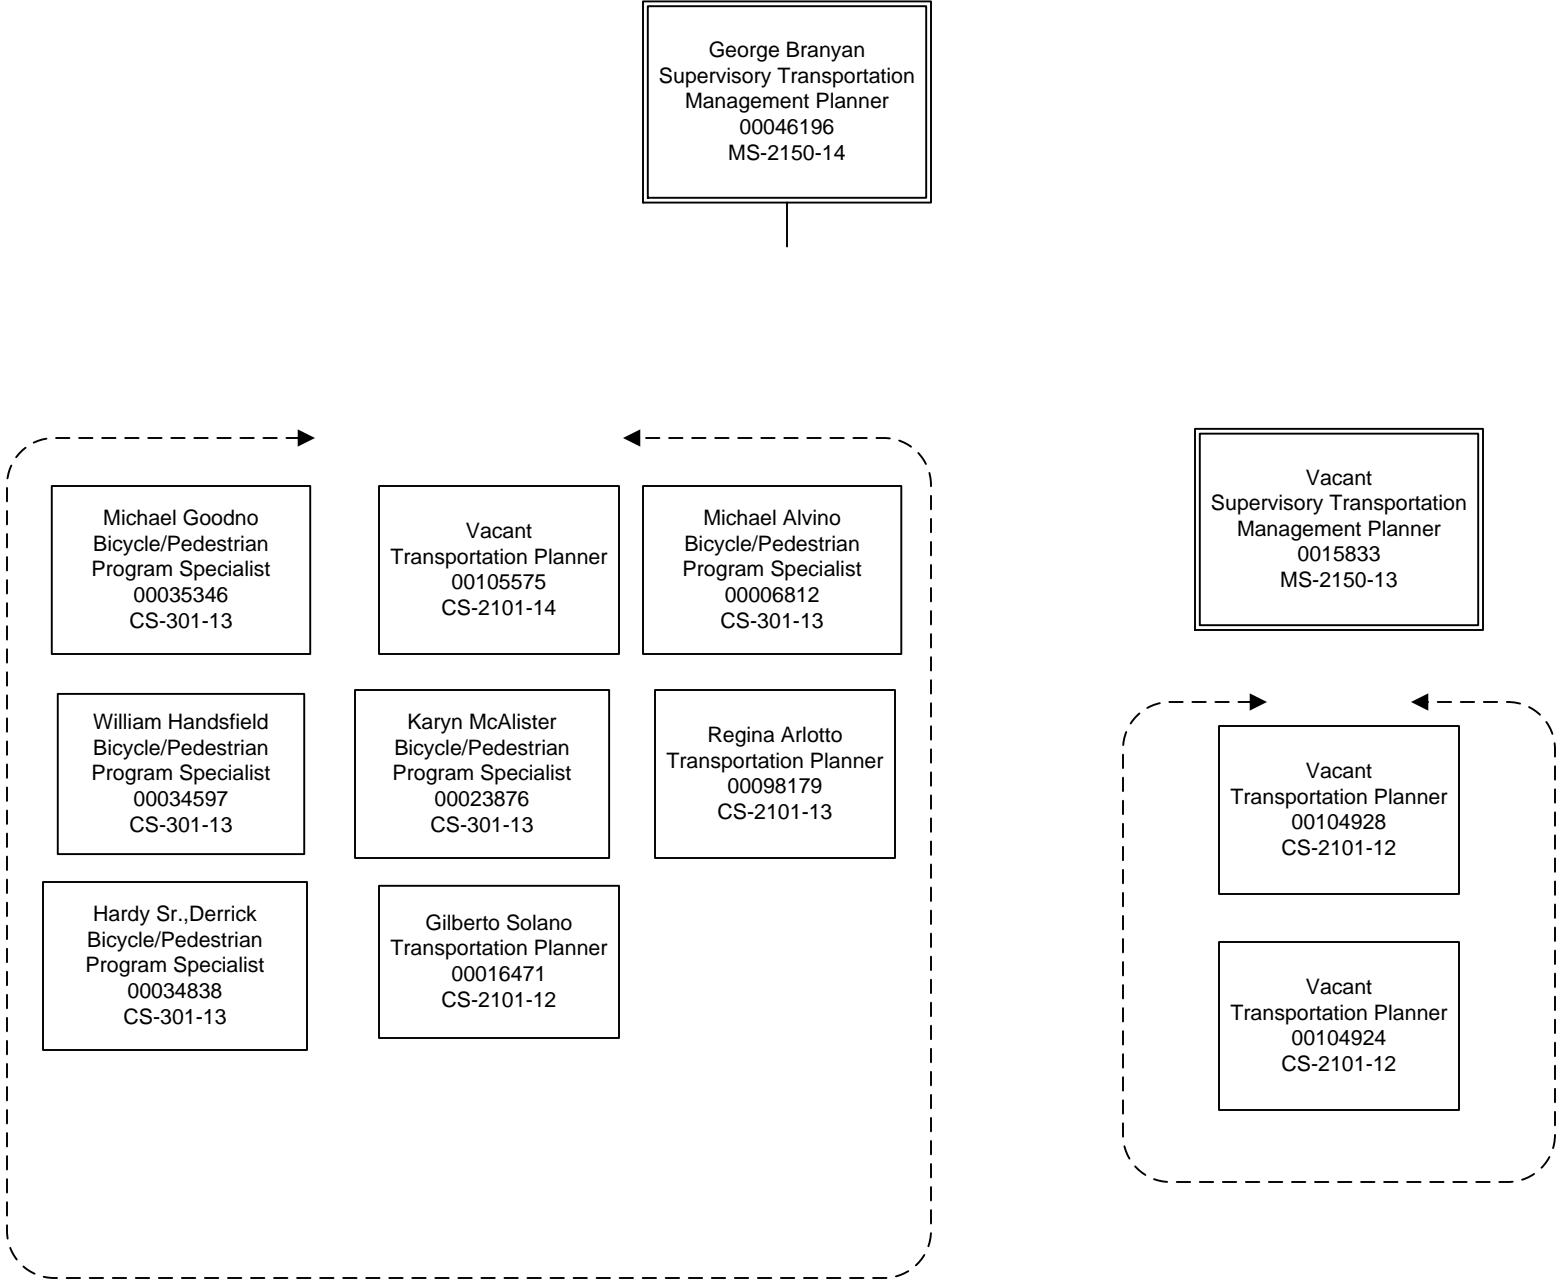 George Branyan
Supervisory Transportation
Management Planner
00046196
MS-2150-14
Michael Goodno
Bicycle/Pedestrian
Program Specialist
00035346
CS-301-13
Vacant
Transportation Planner
00105575
CS-2101-14
Michael Alvino
Bicycle/Pedestrian
Program Specialist
00006812
CS-301-13
William Handsfield
Bicycle/Pedestrian
Program Specialist
00034597
CS-301-13
Karyn McAlister
Bicycle/Pedestrian
Program Specialist
00023876
CS-301-13
Regina Arlotto
Transportation Planner
00098179
CS-2101-13
Hardy Sr.,Derrick
Bicycle/Pedestrian
Program Specialist
00034838
CS-301-13
Gilberto Solano
Transportation Planner
00016471
CS-2101-12
Vacant
Supervisory Transportation
Management Planner
0015833
MS-2150-13
Vacant
Transportation Planner
00104928
CS-2101-12
Vacant
Transportation Planner
00104924
CS-2101-12